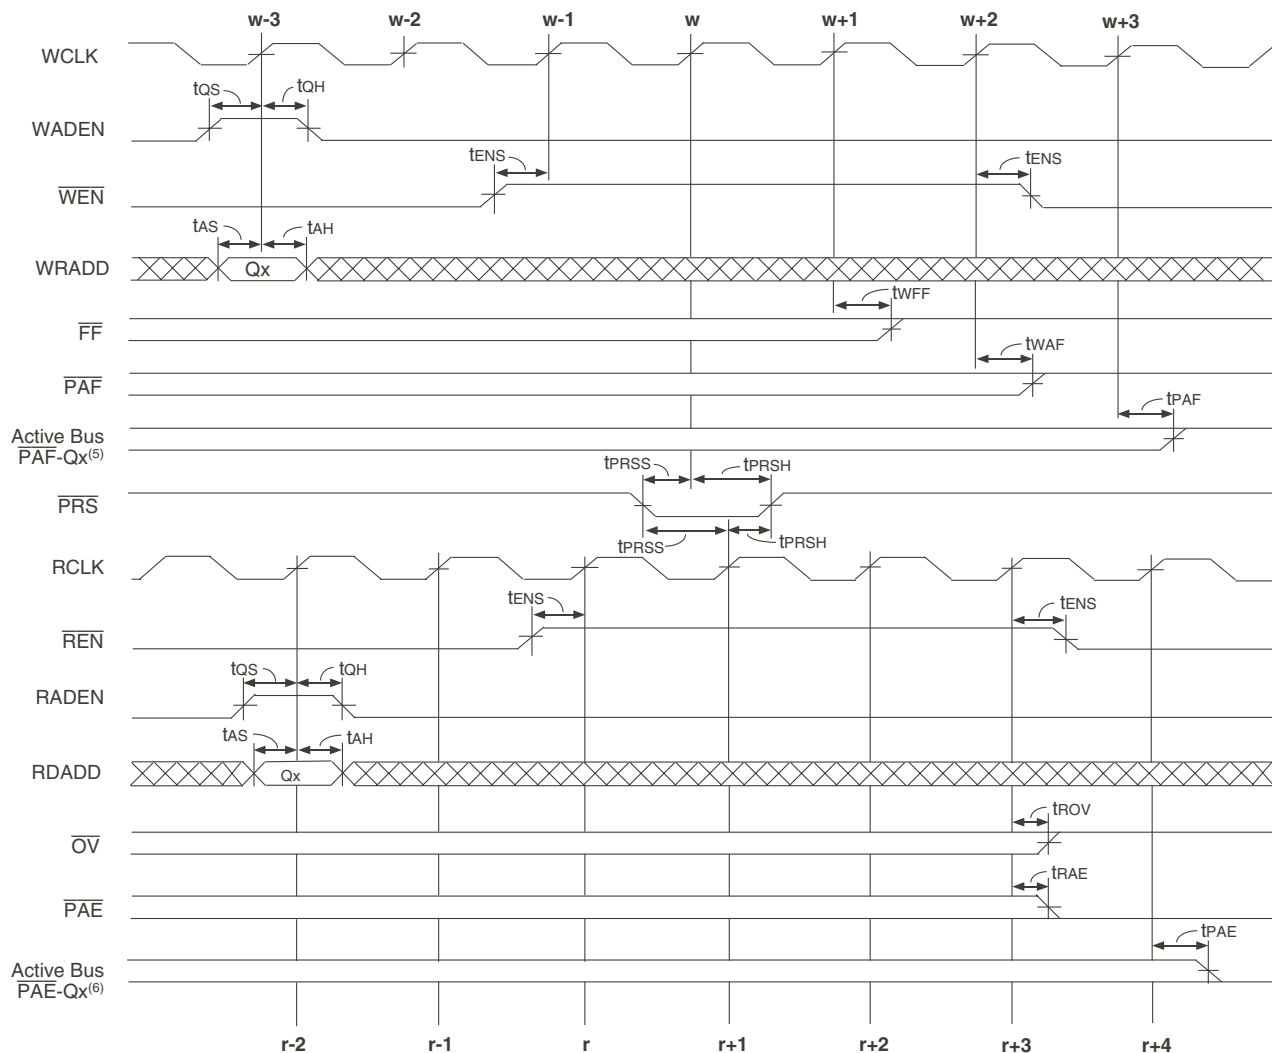 w-3 w-2 w-1 w w+1 w+2 w+3
WCLK
tQS tQH
WADEN
tENS tENS
WEN
tAS tAH
WRADD Qx
tWFF
FF
tWAF
PAF
tPAF
Active Bus
PAF-Qx(5)
tPRSS tPRSH
PRS
tPRSS tPRSH
RCLK
tENS tENS
REN
tQS tQH
RADEN
tAS tAH
RDADD Qx
tROV
OV
tRAE
PAE
tPAE
Active Bus
PAE-Qx(6)
r-2 r-1 r r+1 r+2 r+3 r+4